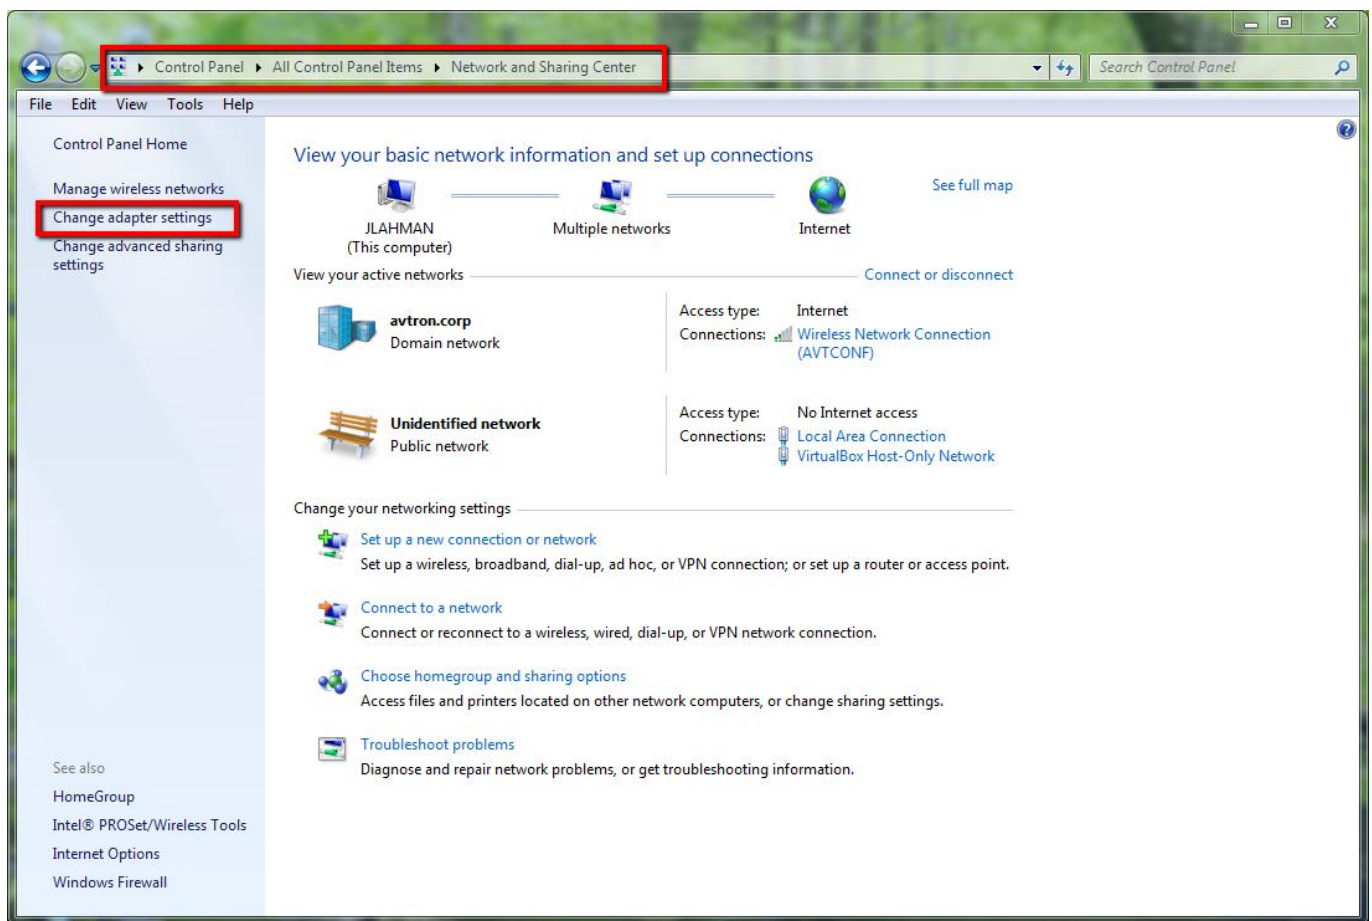 Control Panel ▸ All Control Panel Items ▸ Network and Sharing Center
Search Control Panel
File Edit View Tools Help
Control Panel Home
Manage wireless networks
Change adapter settings
Change advanced sharing
settings
View your basic network information and set up connections
See full map
JLAHMAN
(This computer)
Multiple networks
Internet
View your active networks
Connect or disconnect
avtron.corp
Domain network
Access type: Internet
Connections: Wireless Network Connection
(AVTCONF)
Unidentified network
Public network
Access type: No Internet access
Connections: Local Area Connection
VirtualBox Host-Only Network
Change your networking settings
Set up a new connection or network
Set up a wireless, broadband, dial-up, ad hoc, or VPN connection; or set up a router or access point.
Connect to a network
Connect or reconnect to a wireless, wired, dial-up, or VPN network connection.
Choose homegroup and sharing options
Access files and printers located on other network computers, or change sharing settings.
Troubleshoot problems
Diagnose and repair network problems, or get troubleshooting information.
See also
HomeGroup
Intel® PROSet/Wireless Tools
Internet Options
Windows Firewall